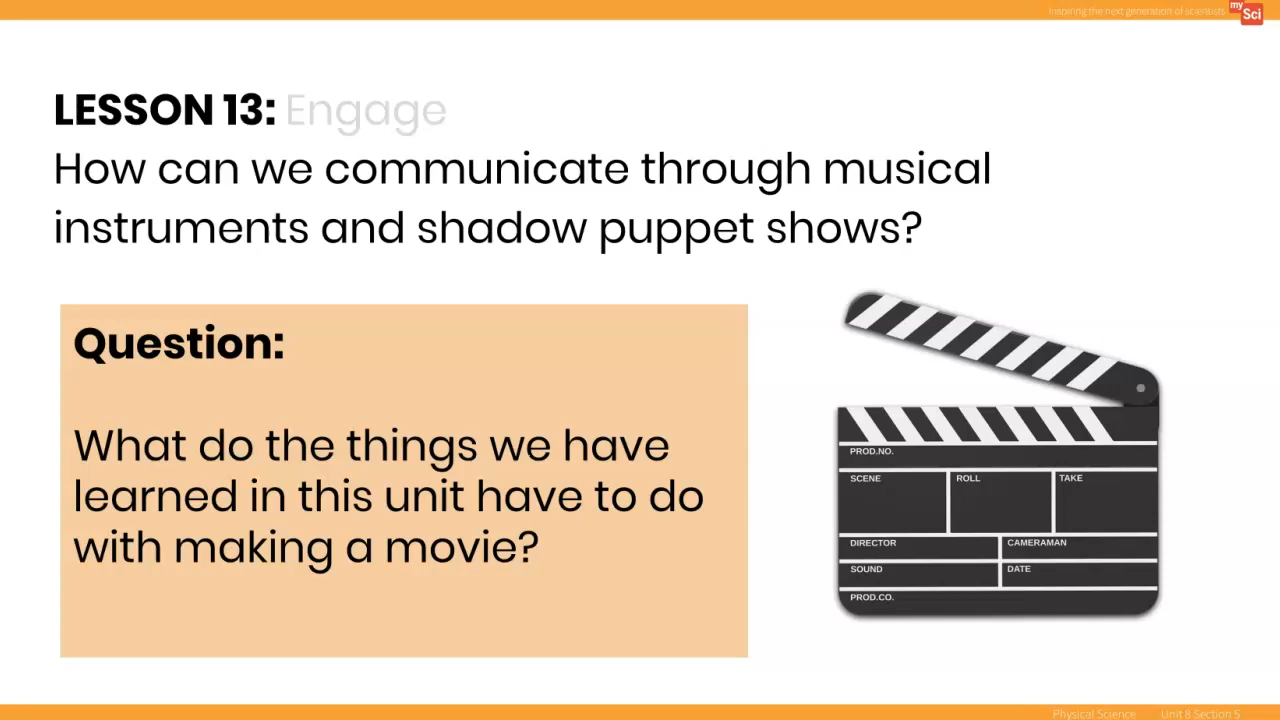 Inspiring the next generation of scientists
my
Sci
LESSON 13: Engage
How can we communicate through musical
instruments and shadow puppet shows?
Question:
What do the things we have
learned in this unit have to do
with making a movie?
PROD.NO.
SCENE ROLL TAKE
DIRECTOR CAMERAMAN
SOUND DATE
PROD.CO.
Physical Science Unit 8 Section 5